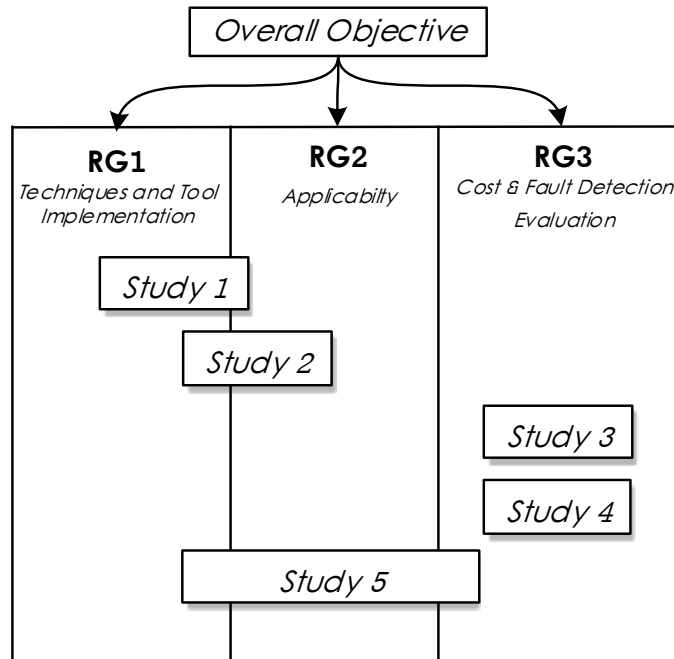 Overall Objective
RG1
Techniques and Tool
Implementation
RG2
Applicabilty
RG3
Cost & Fault Detection
Evaluation
Study 1
Study 2
Study 3
Study 4
Study 5